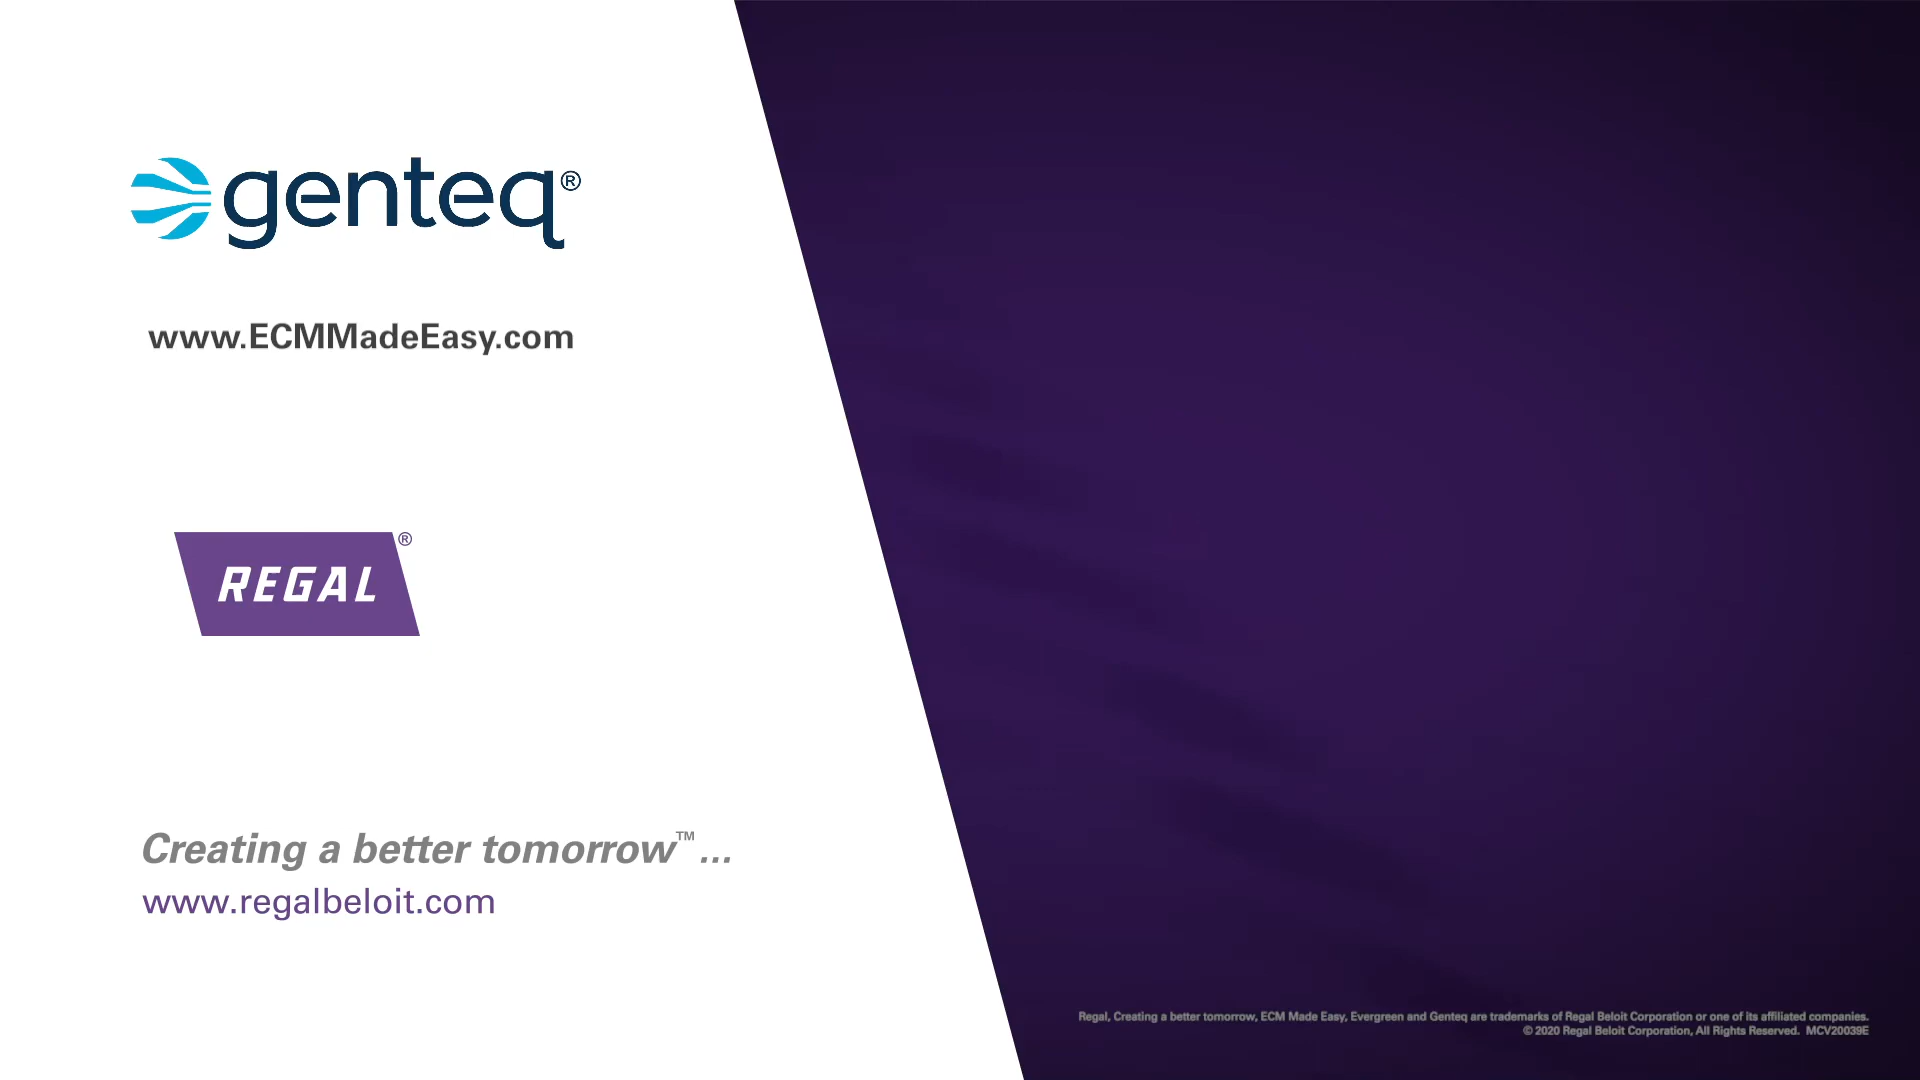 genteq®
www.ECMMadeEasy.com
REGAL®
Creating a better tomorrow™...
www.regalbeloit.com
Regal, Creating a better tomorrow, ECM Made Easy, Evergreen and Genteq are trademarks of Regal Beloit Corporation or one of its affiliated companies.
© 2020 Regal Beloit Corporation, All Rights Reserved. MCV20039E